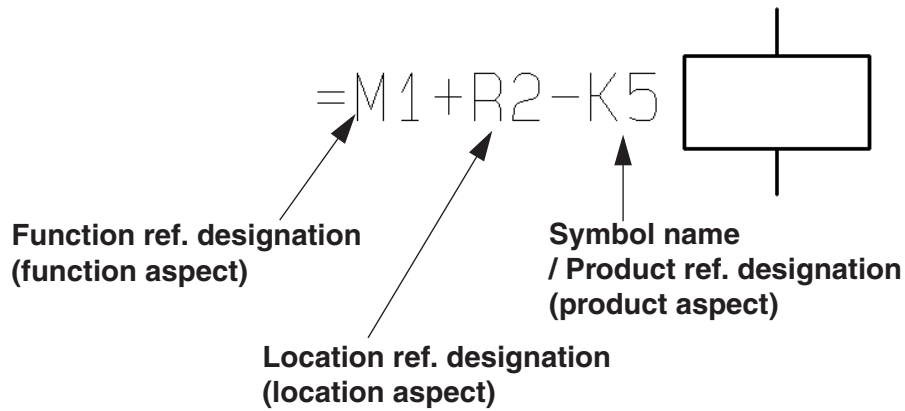 =M1+R2-K5
Function ref. designation
(function aspect)
Symbol name
/ Product ref. designation
(product aspect)
Location ref. designation
(location aspect)